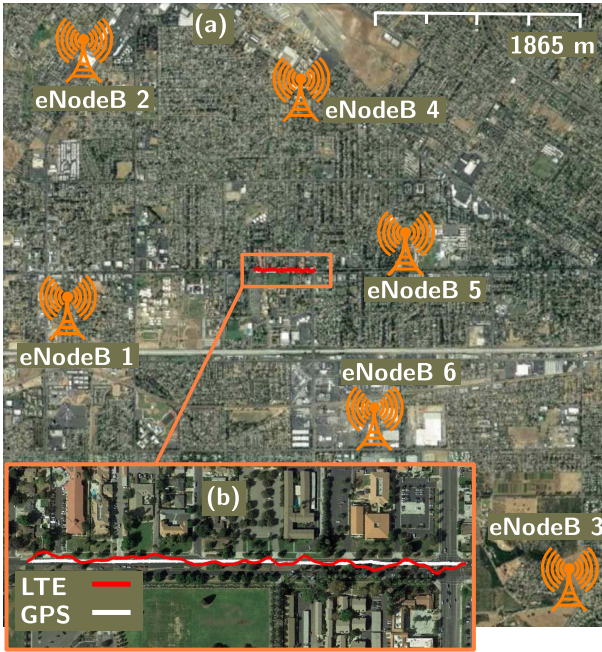 (a)
1865 m
eNodeB 2
eNodeB 4
eNodeB 5
eNodeB 1
eNodeB 6
(b)
eNodeB 3
LTE
GPS